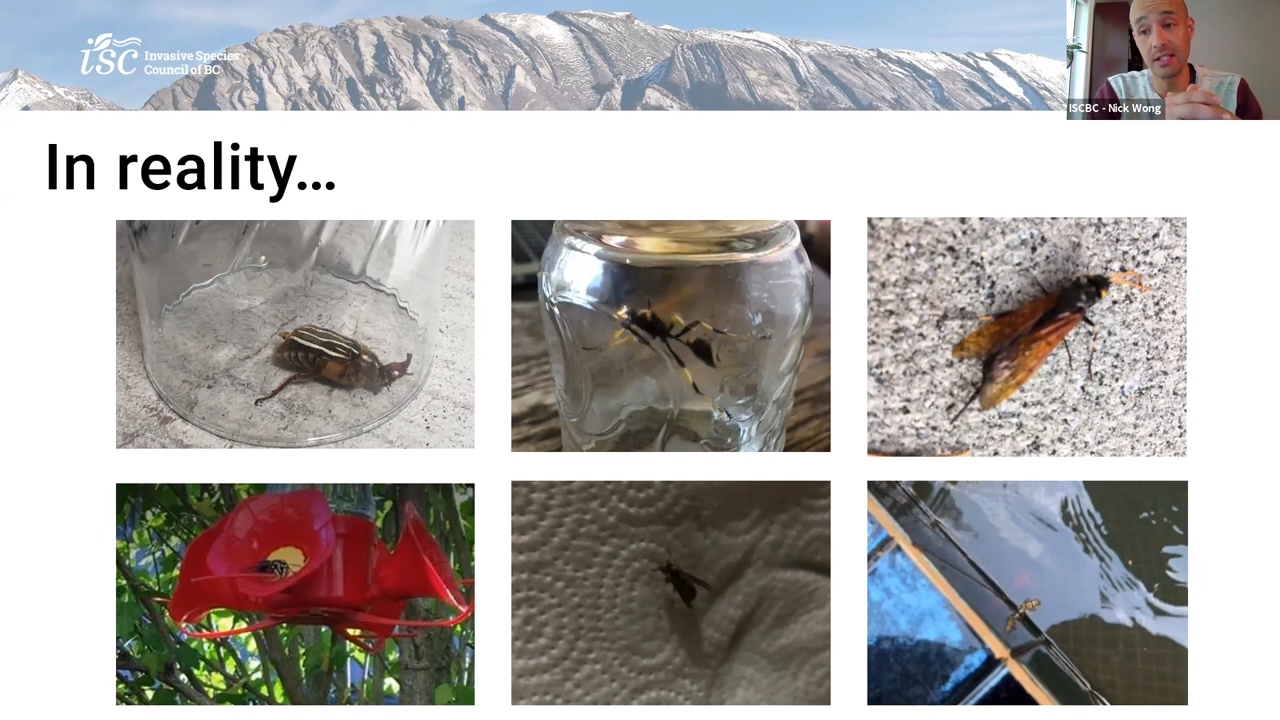 isc Invasive Species
Council of BC
ISCBC - Nick Wong
In reality...